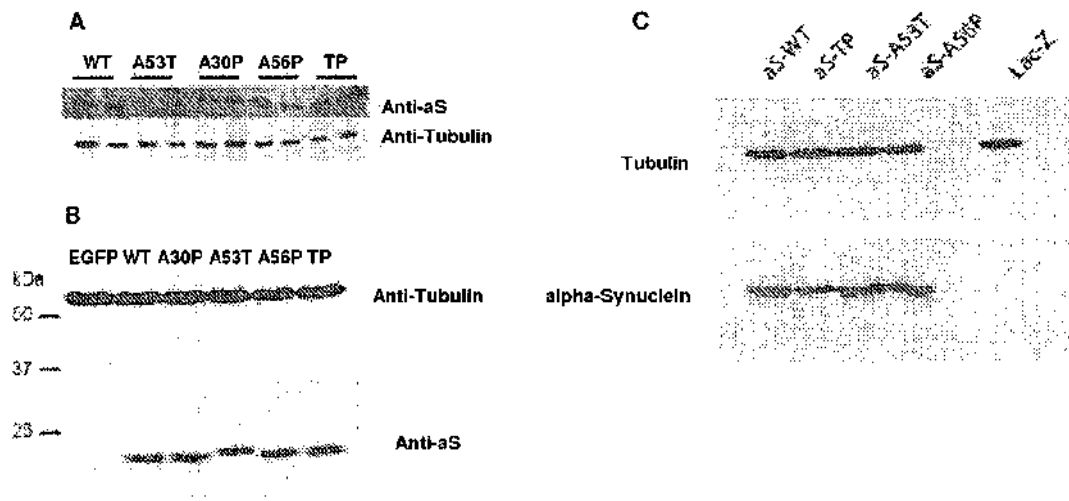 A
WT A53T A30P A56P TP
Anti-aS
Anti-Tubulin
B
EGFP WT A30P A53T A56P TP
kDa
Anti-Tubulin
50
37
25
Anti-aS
C
aS-WT aS-TP aS-A53T aS-A56P Lac-Z
Tubulin
alpha-Synuclein